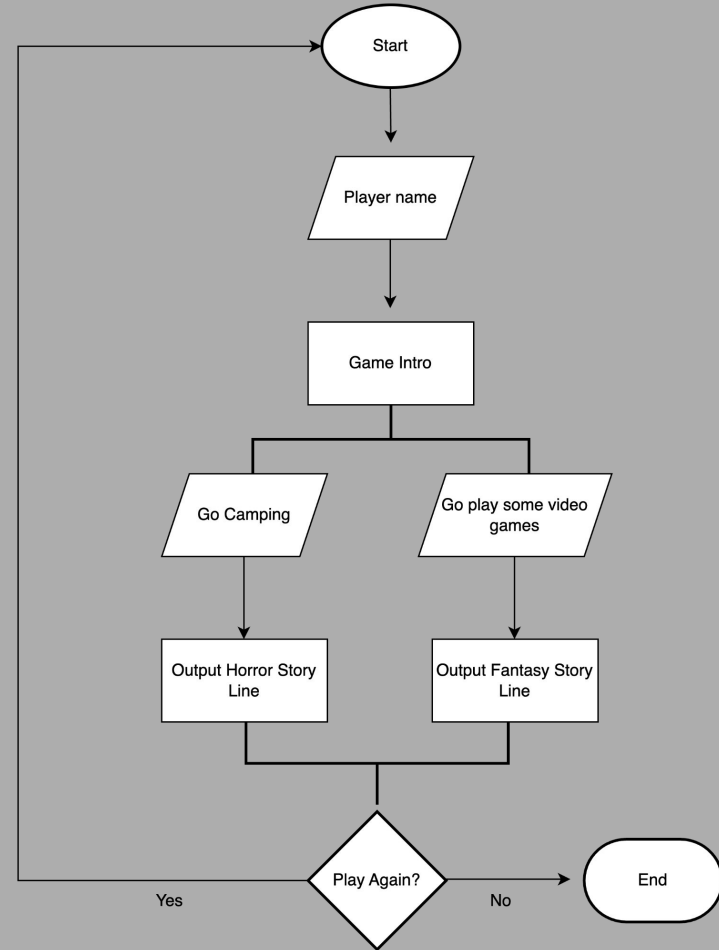 Start
Player name
Game Intro
Go Camping
Go play some video
games
Output Horror Story
Line
Output Fantasy Story
Line
Play Again?
Yes
No
End